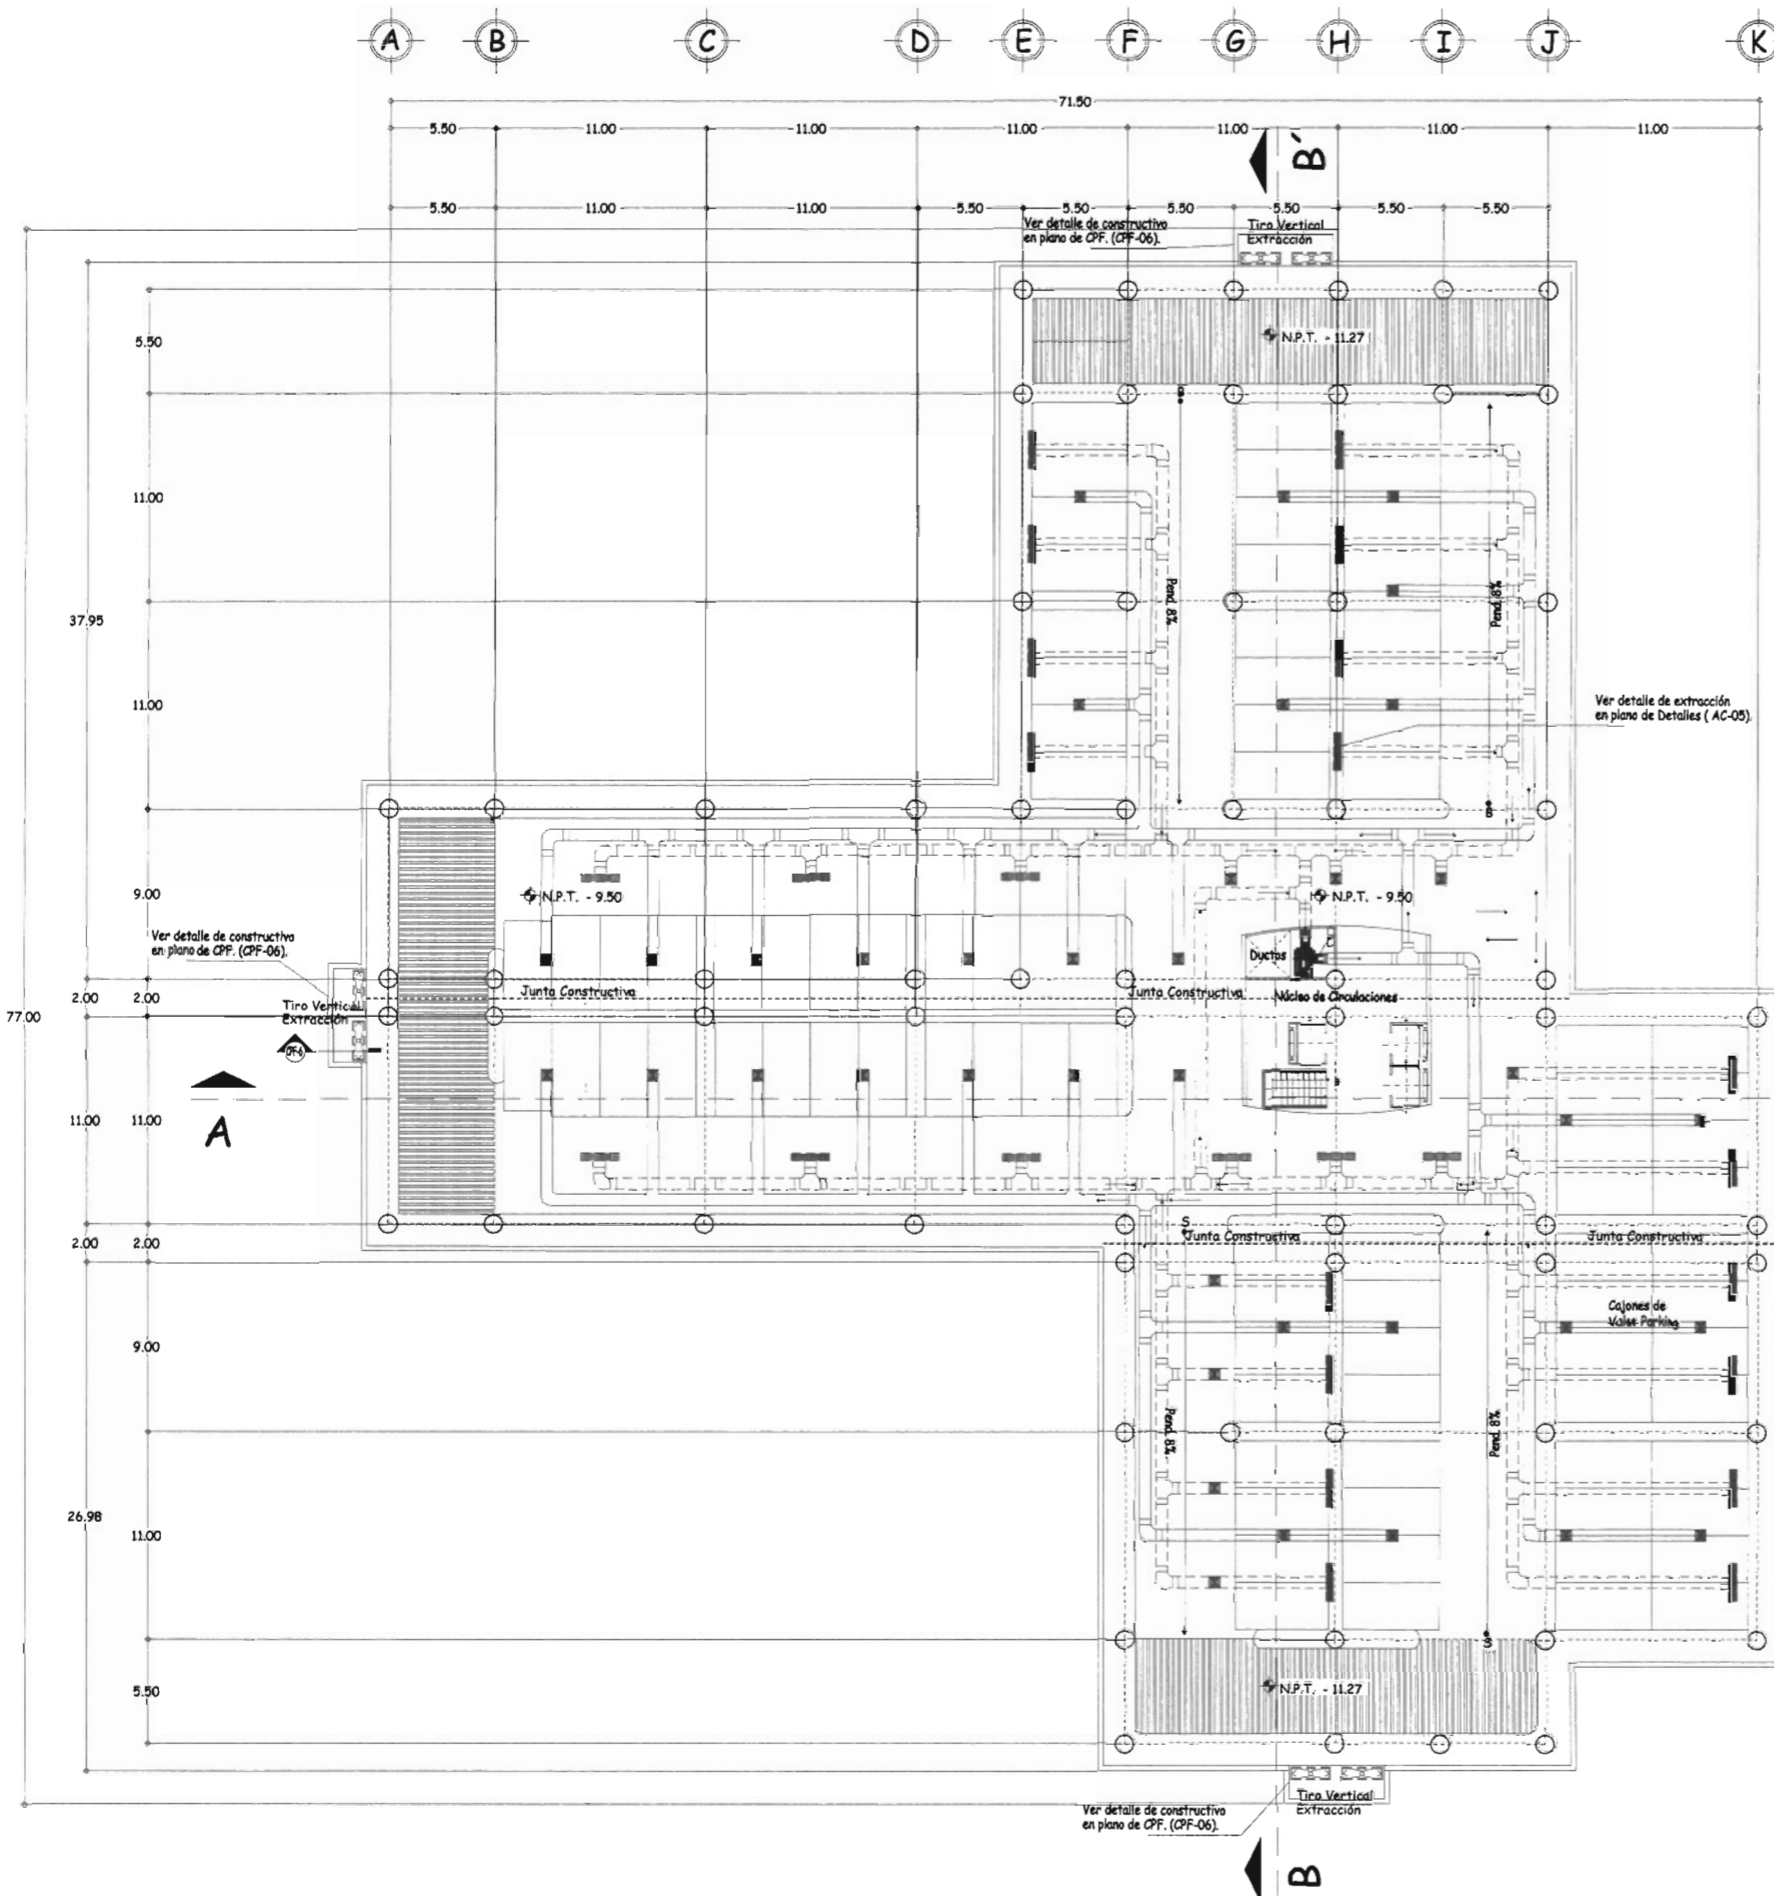 A B C D E F G H I J K
71.50
5.50 11.00 11.00 11.00 11.00 11.00 11.00
B´
5.50 11.00 11.00 5.50 5.50 5.50 5.50 5.50 5.50
Ver detalle de constructivo
en plano de CPF. (CPF-06).
Tiro Vertical
Extracción
5.50
N.P.T. - 11.27
B
11.00
37.95
Pend. 8%
Pend. 8%
11.00
Ver detalle de extracción
en plano de Detalles ( AC-05).
B
9.00
N.P.T. - 9.50
N.P.T. - 9.50
Ver detalle de constructiva
en plano de CPF. (CPF-06).
Ductos
Junta Constructiva
Junta Constructiva
Núcleo de Circulaciones
2.00 2.00
Tiro Vertical
Extracción
77.00
CPF-6
A
11.00 11.00
S
2.00 2.00
Junta Constructiva
Junta Constructiva
Cajones de
Valet Parking
9.00
Pend. 8%
Pend. 8%
26.98
11.00
S
5.50
N.P.T. - 11.27
Tiro Vertical
Extracción
Ver detalle de constructivo
en plano de CPF. (CPF-06).
B